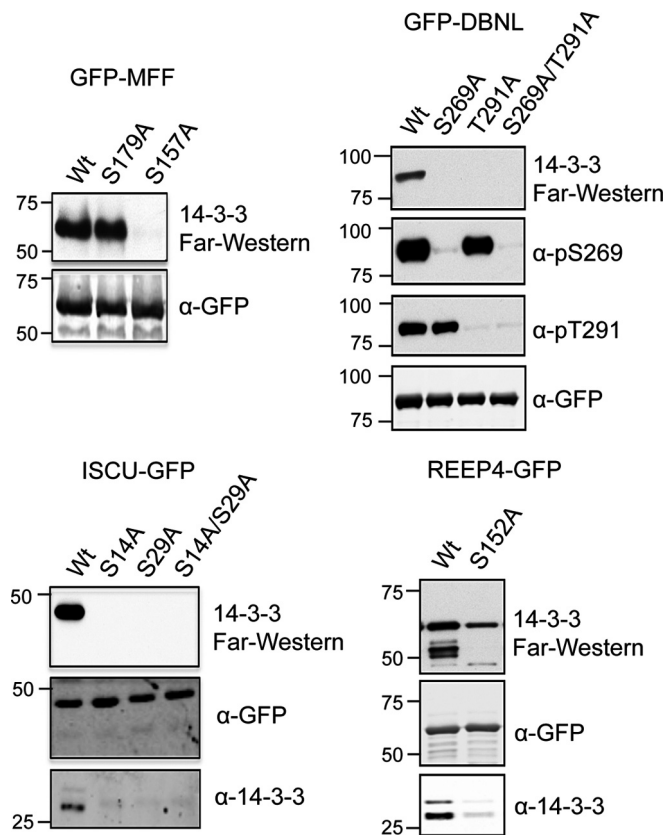 GFP-MFF
Wt
S179A
S157A
75
50
14-3-3
Far-Western
75
50
α-GFP
GFP-DBNL
Wt
S269A
T291A
S269A/T291A
100
75
14-3-3
Far-Western
100
75
α-pS269
100
75
α-pT291
100
75
α-GFP
ISCU-GFP
Wt
S14A
S29A
S14A/S29A
50
14-3-3
Far-Western
50
α-GFP
25
α-14-3-3
REEP4-GFP
Wt
S152A
75
50
14-3-3
Far-Western
75
50
α-GFP
25
α-14-3-3